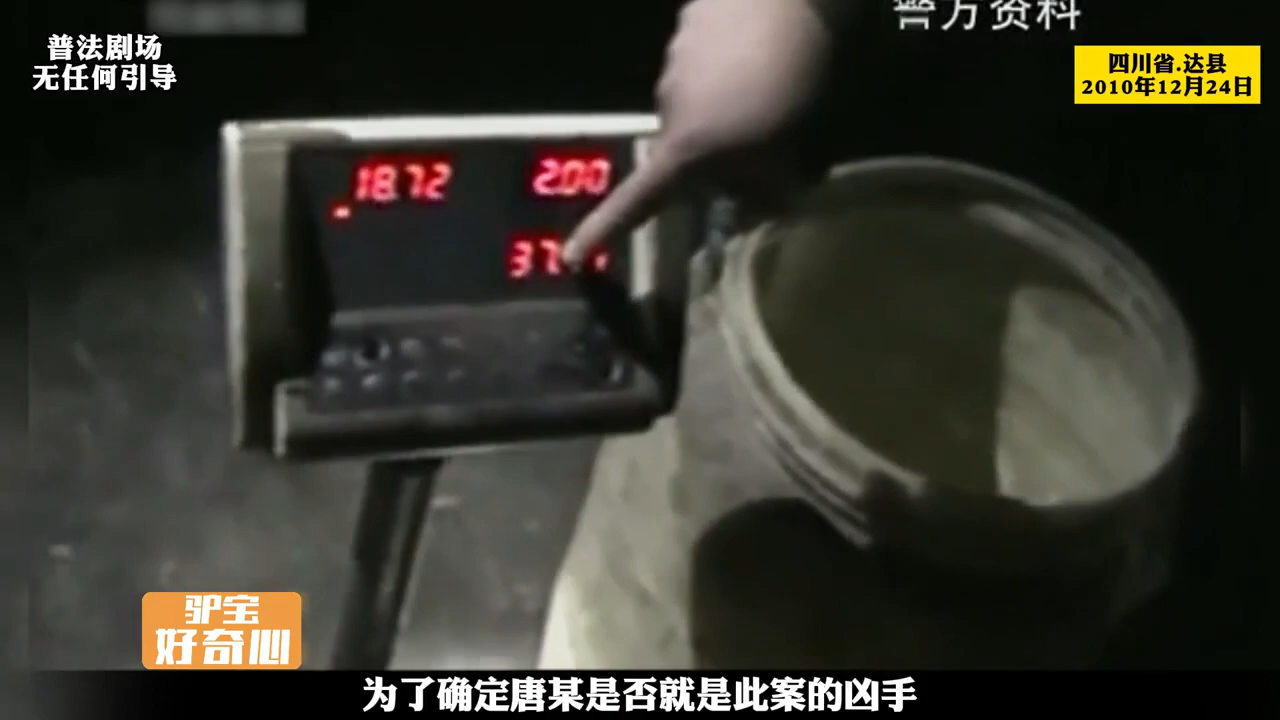 警方资料
普法剧场
无任何引导
四川省.达县
2010年12月24日
18.72
2.00
驴宝
好奇心
为了确定唐某是否就是此案的凶手